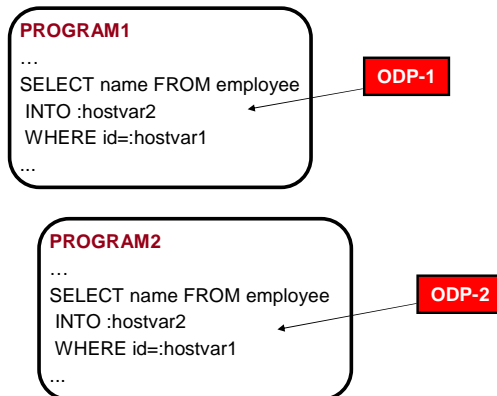 PROGRAM1
…
SELECT name FROM employee
INTO :hostvar2
WHERE id=:hostvar1
...
ODP-1
PROGRAM2
…
SELECT name FROM employee
INTO :hostvar2
WHERE id=:hostvar1
...
ODP-2